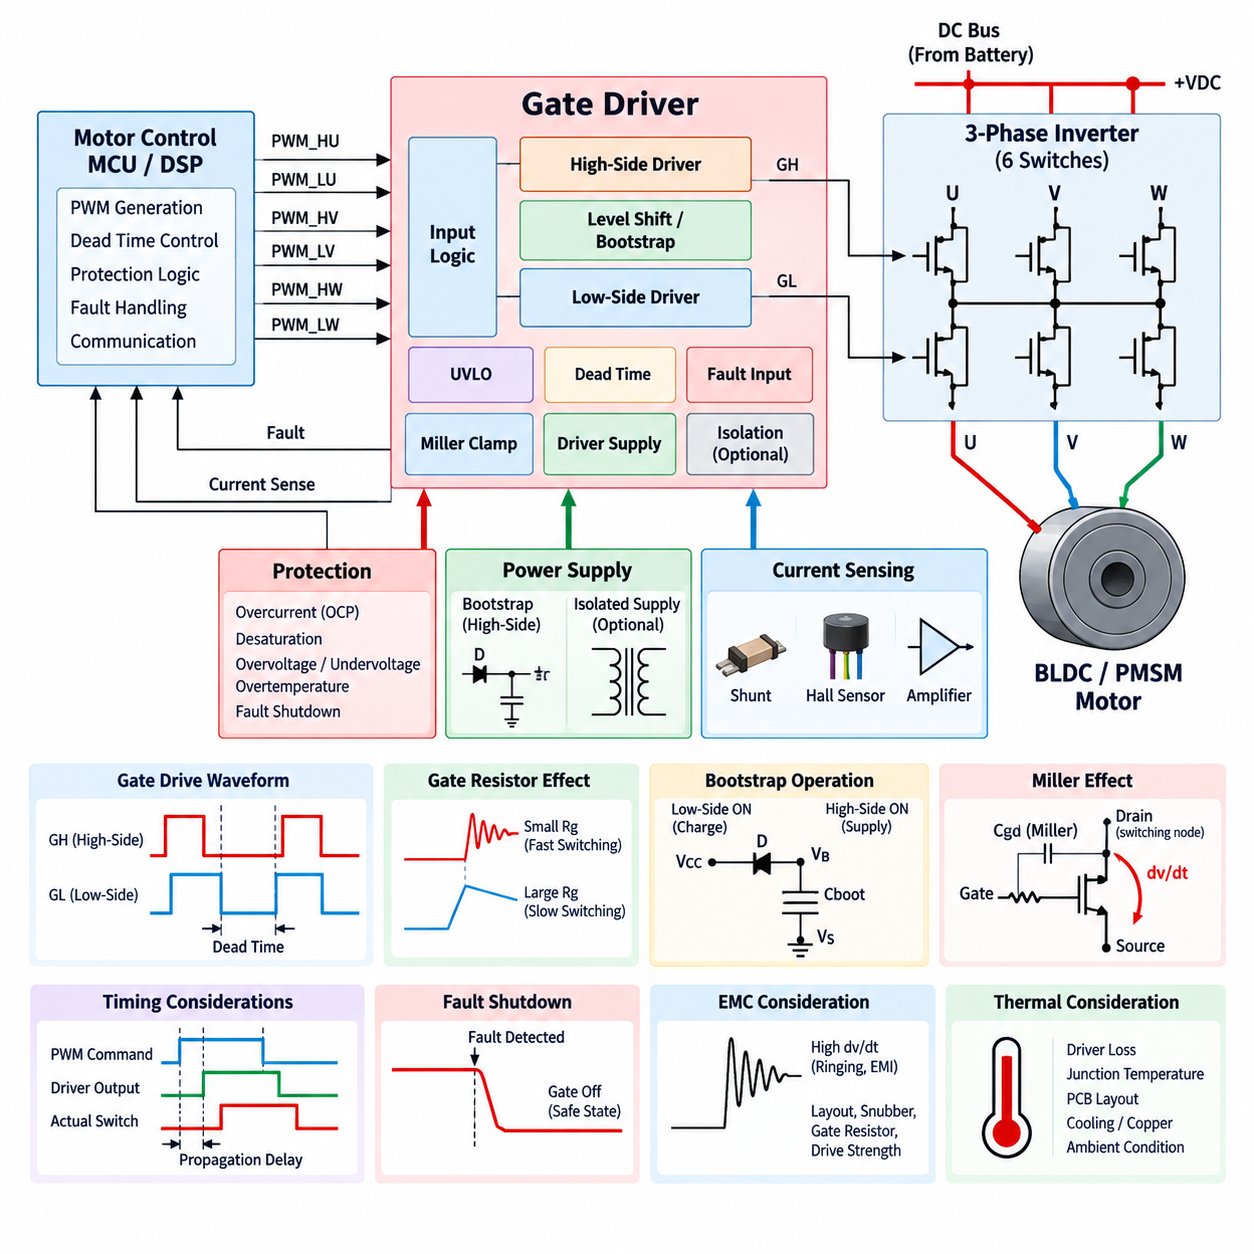 DC Bus
(From Battery)
+VDC
Gate Driver
Motor Control
MCU / DSP
PWM Generation
Dead Time Control
Protection Logic
Fault Handling
Communication
PWM_HU
PWM_LU
PWM_HV
PWM_LV
PWM_HW
PWM_LW
Input
Logic
High-Side Driver
Level Shift /
Bootstrap
Low-Side Driver
GH
GL
UVLO
Dead Time
Fault Input
Miller Clamp
Driver Supply
Isolation
(Optional)
3-Phase Inverter
(6 Switches)
U
V
W
U
V
W
Fault
Current Sense
Protection
Overcurrent (OCP)
Desaturation
Overvoltage / Undervoltage
Overtemperature
Fault Shutdown
Power Supply
Bootstrap
(High-Side)
D
Isolated Supply
(Optional)
Current Sensing
Shunt
Hall Sensor
Amplifier
BLDC / PMSM
Motor
Gate Drive Waveform
GH (High-Side)
GL (Low-Side)
Dead Time
Gate Resistor Effect
Small Rg
(Fast Switching)
Large Rg
(Slow Switching)
Bootstrap Operation
Low-Side ON
(Charge)
High-Side ON
(Supply)
D
Vcc
VB
Cboot
Vs
Miller Effect
Drain
(switching node)
Cgd (Miller)
dv/dt
Gate
Source
Timing Considerations
PWM Command
Driver Output
Actual Switch
Propagation Delay
Fault Shutdown
Fault Detected
Gate Off
(Safe State)
EMC Consideration
High dv/dt
(Ringing, EMI)
Layout, Snubber,
Gate Resistor,
Drive Strength
Thermal Consideration
Driver Loss
Junction Temperature
PCB Layout
Cooling / Copper
Ambient Condition